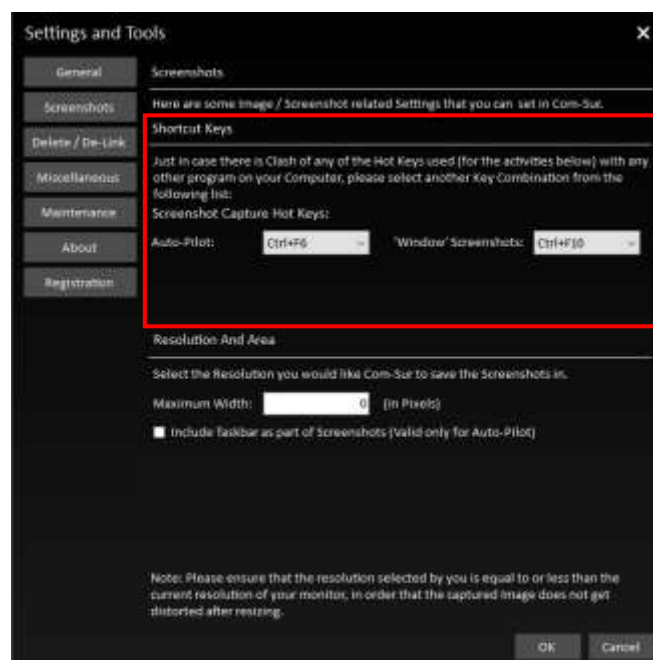 Settings and Tools
General
Screenshots
Delete / De-Link
Miscellaneous
Maintenance
About
Registration
Screenshots
Here are some Image / Screenshot related Settings that you can set in Com-Sur.
Shortcut Keys
Just in case there is Clash of any of the Hot Keys used (for the activities below) with any
other program on your Computer, please select another Key Combination from the
following list:
Screenshot Capture Hot Keys:
Auto-Pilot: Ctrl+F6 'Window' Screenshots: Ctrl+F10
Resolution And Area
Select the Resolution you would like Com-Sur to save the Screenshots in.
Maximum Width: 0 (in Pixels)
Include Taskbar as part of Screenshots (Valid only for Auto-Pilot)
Note: Please ensure that the resolution selected by you is equal to or less than the
current resolution of your monitor, in order that the captured image does not get
distorted after resizing.
OK Cancel